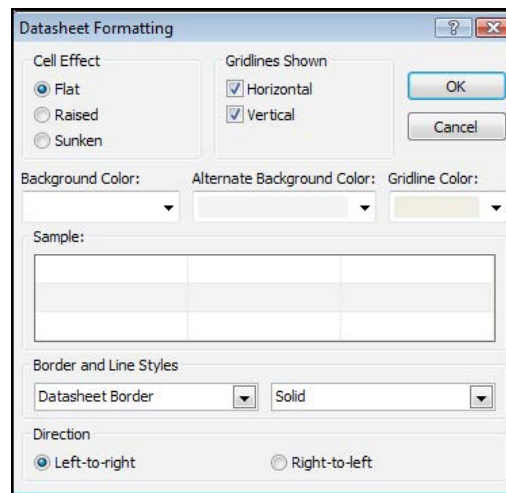 Datasheet Formatting
Cell Effect
Flat
Raised
Sunken
Gridlines Shown
Horizontal
Vertical
OK
Cancel
Background Color:
Alternate Background Color:
Gridline Color:
Sample:
Border and Line Styles
Datasheet Border
Solid
Direction
Left-to-right
Right-to-left